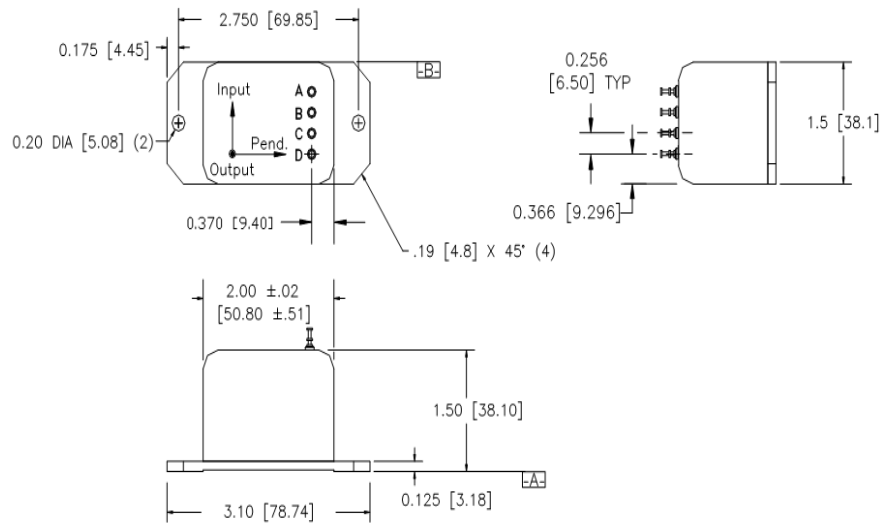 2.750 [69.85]
0.175 [4.45]
-B-
Input
A
B
C
D
Pend.
Output
0.20 DIA [5.08] (2)
0.370 [9.40]
.19 [4.8] X 45° (4)
0.256
[6.50] TYP
1.5 [38.1]
0.366 [9.296]
2.00 ±.02
[50.80 ±.51]
1.50 [38.10]
0.125 [3.18]
-A-
3.10 [78.74]